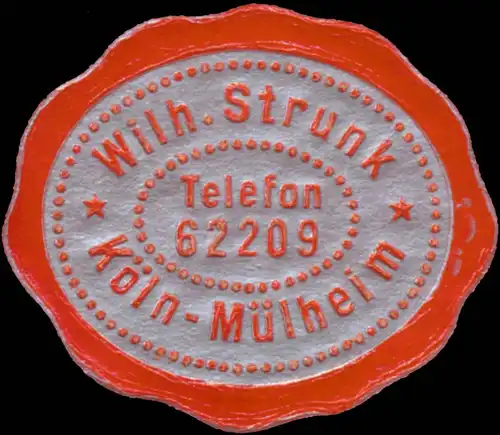 Wilh. Strunk
Telefon
62209
Köln-Mülheim